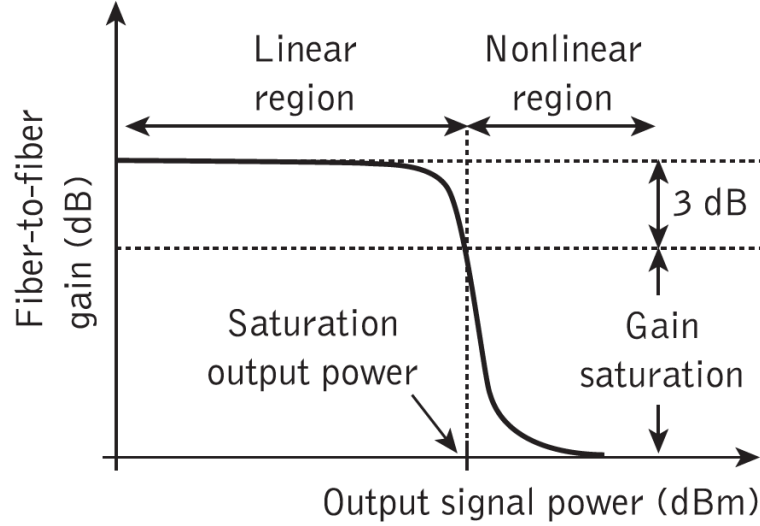 Linear
region
Nonlinear
region
Fiber-to-fiber
gain (dB)
3 dB
Saturation
output power
Gain
saturation
Output signal power (dBm)